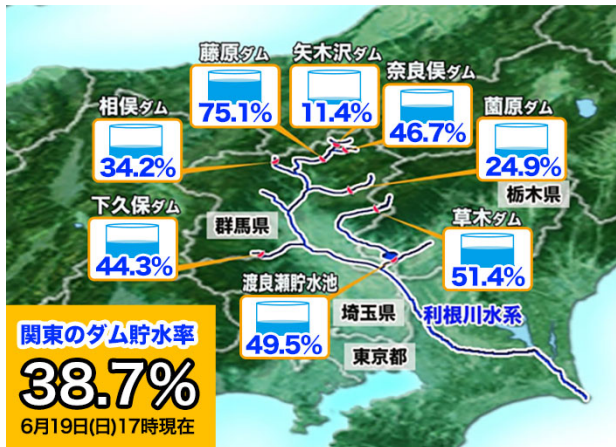 藤原ダム
75.1%
矢木沢ダム
11.4%
奈良俣ダム
46.7%
相俣ダム
34.2%
薗原ダム
24.9%
栃木県
下久保ダム
44.3%
群馬県
草木ダム
51.4%
渡良瀬貯水池
49.5%
埼玉県
利根川水系
東京都
関東のダム貯水率
38.7%
6月19日(日)17時現在